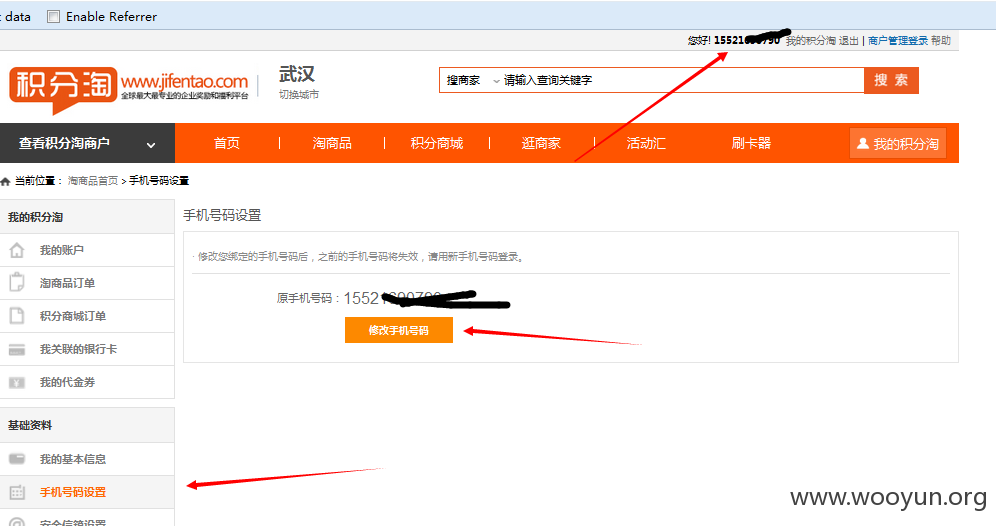 data Enable Referrer
您好! 我的积分淘 退出 | 商户管理登录 帮助
积分淘 www.jifentao.com
全球最大最专业的企业奖励和福利平台
武汉
切换城市
搜商家 请输入查询关键字 搜 索
查看积分淘商户 首页 淘商品 积分商城 逛商家 活动汇 刷卡器 我的积分淘
当前位置： 淘商品首页 > 手机号码设置
我的积分淘
我的账户
淘商品订单
积分商城订单
我关联的银行卡
我的代金券
基础资料
我的基本信息
手机号码设置
安全信箱设置
手机号码设置
· 修改您绑定的手机号码后，之前的手机号码将失效，请用新手机号码登录。
原手机号码：
修改手机号码
www.wooyun.org